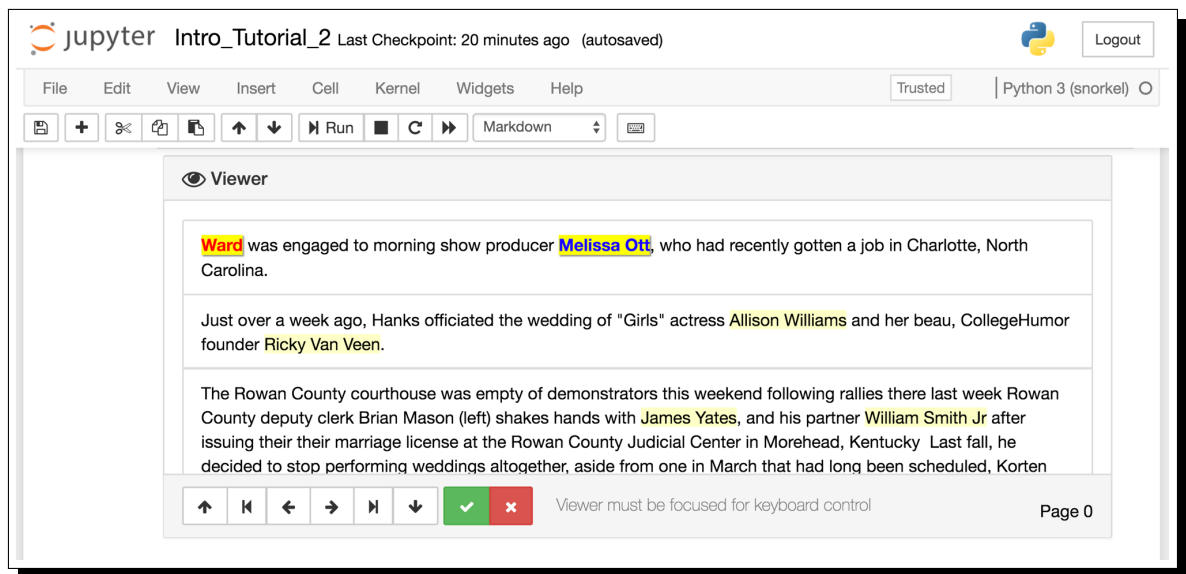 jupyter Intro_Tutorial_2 Last Checkpoint: 20 minutes ago (autosaved) Logout
File Edit View Insert Cell Kernel Widgets Help Trusted Python 3 (snorkel)
Run Markdown
Viewer
Ward was engaged to morning show producer Melissa Ott, who had recently gotten a job in Charlotte, North
Carolina.
Just over a week ago, Hanks officiated the wedding of "Girls" actress Allison Williams and her beau, CollegeHumor
founder Ricky Van Veen.
The Rowan County courthouse was empty of demonstrators this weekend following rallies there last week Rowan
County deputy clerk Brian Mason (left) shakes hands with James Yates, and his partner William Smith Jr after
issuing their their marriage license at the Rowan County Judicial Center in Morehead, Kentucky  Last fall, he
decided to stop performing weddings altogether, aside from one in March that had long been scheduled, Korten
Viewer must be focused for keyboard control
Page 0